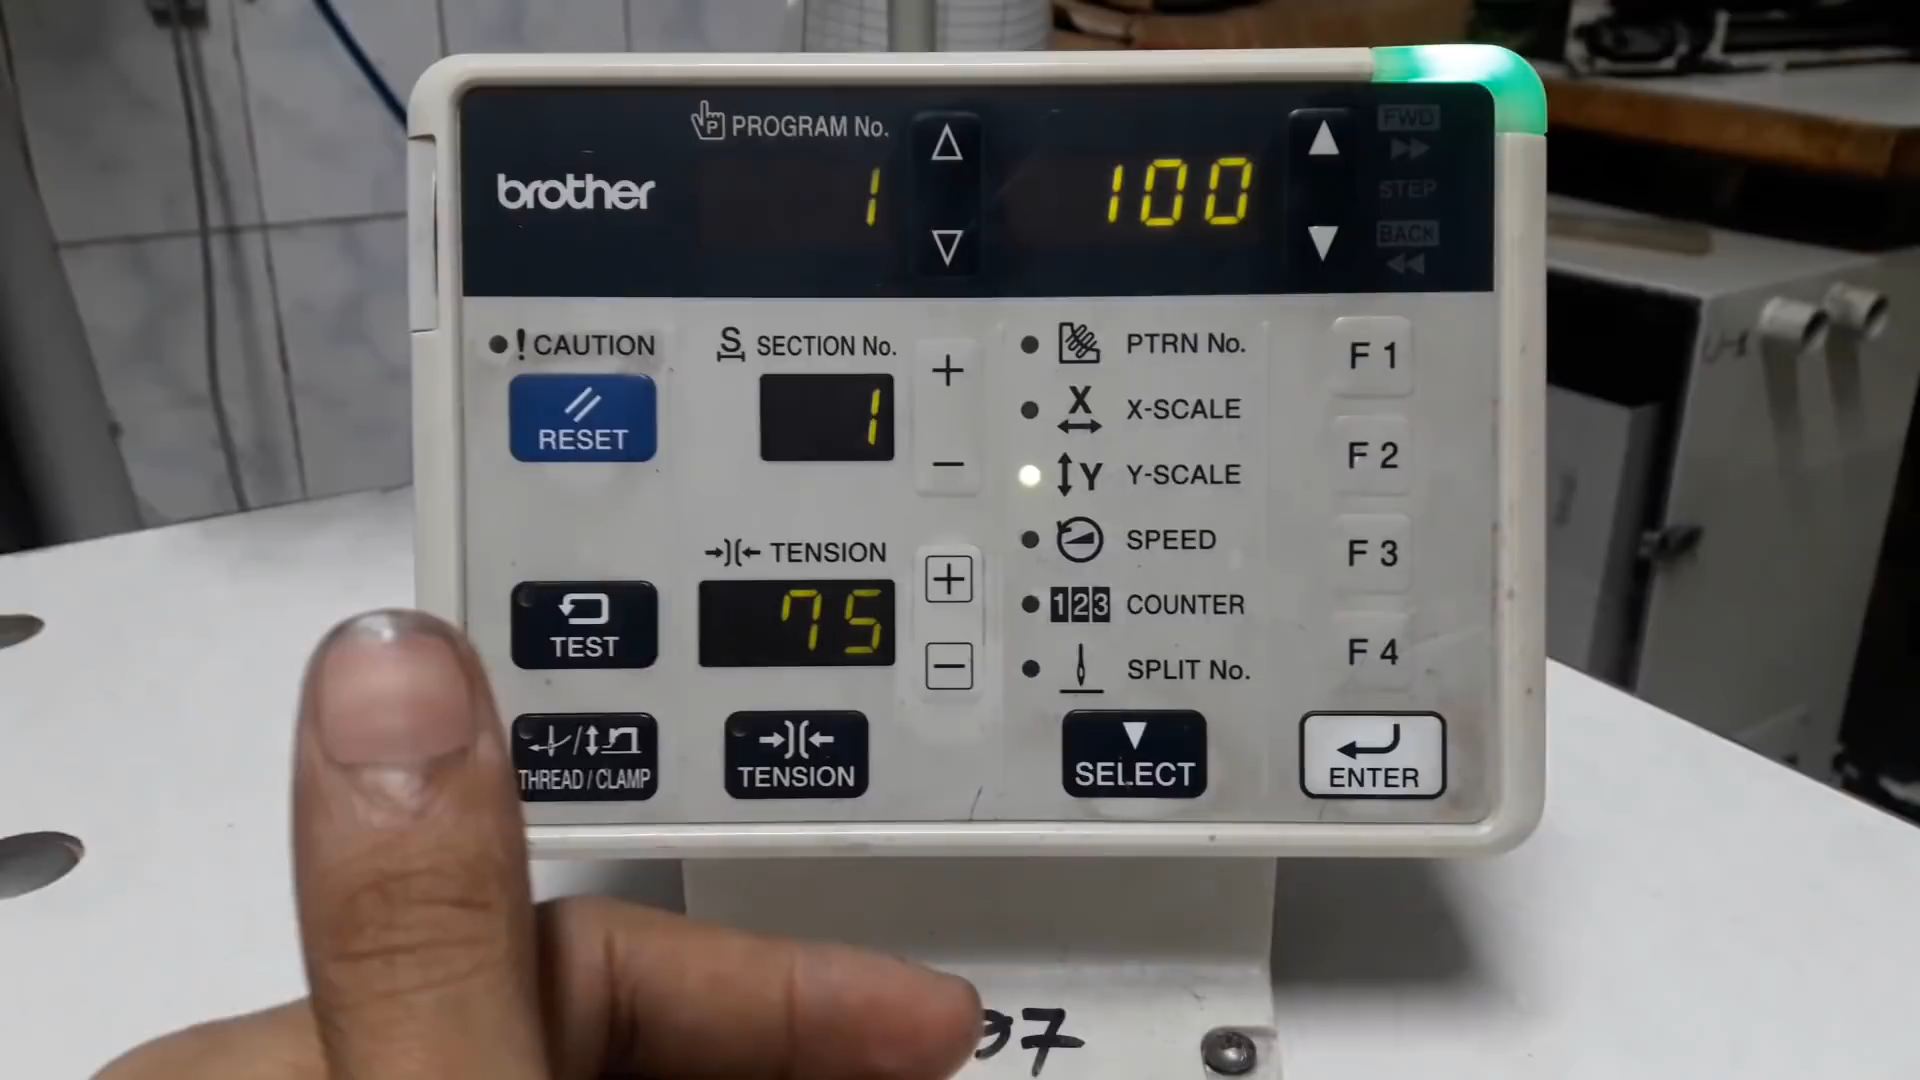 PROGRAM No.
brother
1
100
FWD
STEP
BACK
! CAUTION
RESET
S SECTION No.
1
+
−
TENSION
75
+
−
TEST
THREAD / CLAMP
TENSION
PTRN No.
X X-SCALE
Y Y-SCALE
SPEED
123 COUNTER
SPLIT No.
SELECT
F 1
F 2
F 3
F 4
ENTER
97